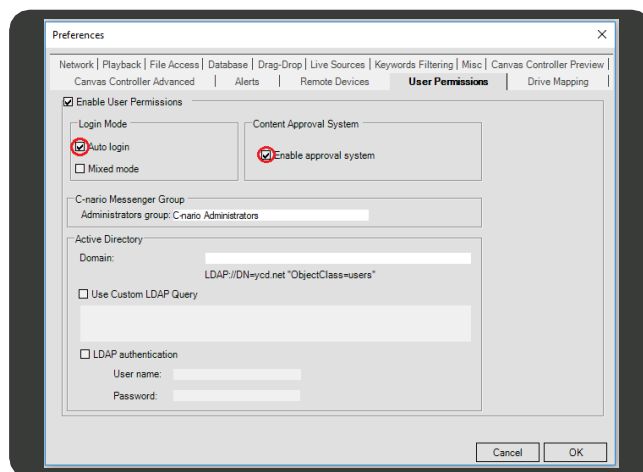 Preferences
Network | Playback | File Access | Database | Drag-Drop | Live Sources | Keywords Filtering | Misc | Canvas Controller Preview
Canvas Controller Advanced | Alerts | Remote Devices | User Permissions | Drive Mapping
Enable User Permissions
Login Mode
Auto login
Mixed mode
Content Approval System
Enable approval system
C-nario Messenger Group
Administrators group: C-nario Administrators
Active Directory
Domain:
LDAP://DN=ycd.net "ObjectClass=users"
Use Custom LDAP Query
LDAP authentication
User name:
Password:
Cancel
OK